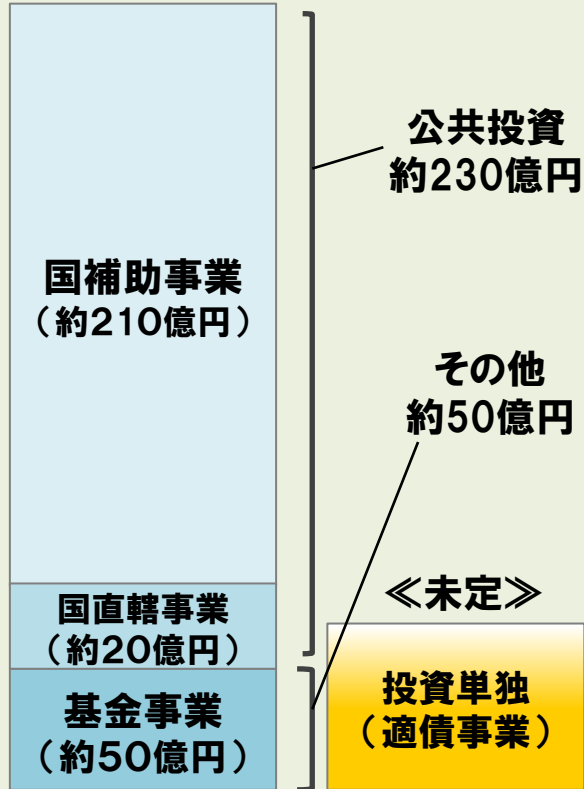 国補助事業
（約210億円）
国直轄事業
（約20億円）
基金事業
（約50億円）
公共投資
約230億円
その他
約50億円
≪未定≫
投資単独
（適債事業）